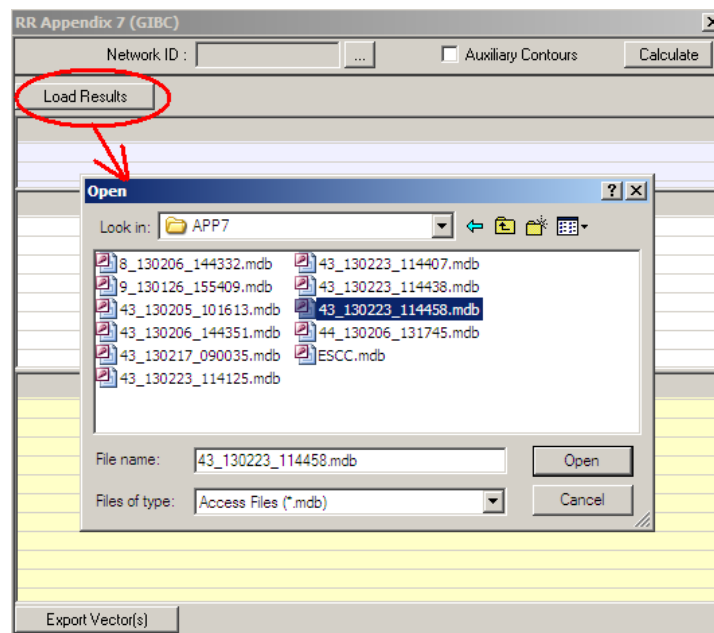 RR Appendix 7 (GIBC)
Network ID : ... Auxiliary Contours Calculate
Load Results
Open
Look in: APP7
8_130206_144332.mdb
9_130126_155409.mdb
43_130205_101613.mdb
43_130206_144351.mdb
43_130217_090035.mdb
43_130223_114125.mdb
43_130223_114407.mdb
43_130223_114438.mdb
43_130223_114458.mdb
44_130206_131745.mdb
ESCC.mdb
File name: 43_130223_114458.mdb Open
Files of type: Access Files (*.mdb) Cancel
Export Vector(s)